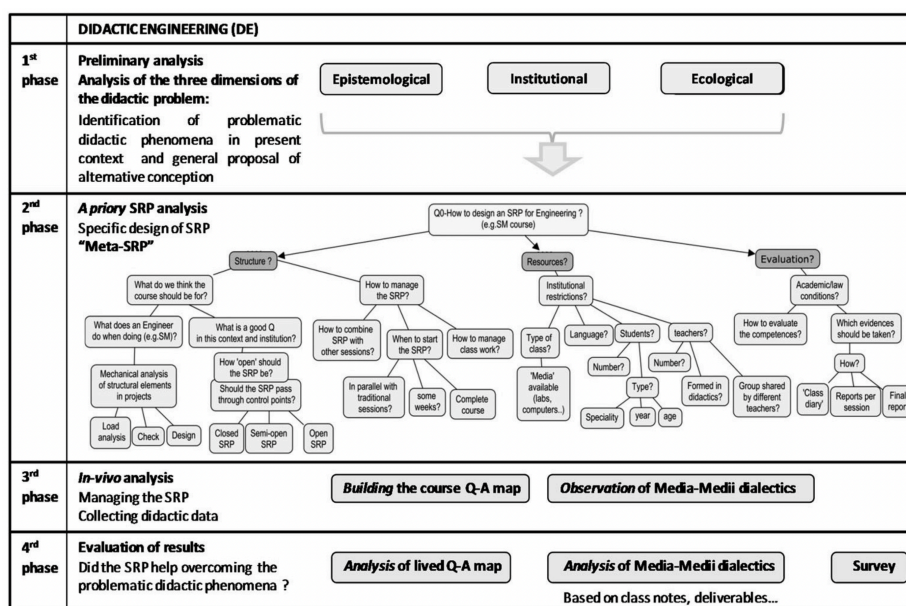 DIDACTIC ENGINEERING (DE)
1st
phase
Preliminary analysis
Analysis of the three dimensions of
the didactic problem:
Identification of problematic
didactic phenomena in present
context and general proposal of
alternative conception
Epistemological
Institutional
Ecological
2nd
phase
A priory SRP analysis
Specific design of SRP
“Meta-SRP”
Q0-How to design an SRP for Engineering ?
(e.g.SM course)
Structure ?
Resources?
Evaluation?
What do we think the
course should be for?
How to manage
the SRP?
Institutional
restrictions?
Academic/law
conditions?
What does an Engineer
do when doing (e.g.SM)?
What is a good Q
in this context and institution?
How to combine
SRP with
other sessions?
When to start
the SRP?
How to manage
class work?
Type of
class?
Language?
Students?
teachers?
How to evaluate
the competences?
Which evidences
should be taken?
Mechanical analysis
of structural elements
in projects
How 'open' should
the SRP be?
Should the SRP pass
through control points?
In parallel with
traditional sessions?
some
weeks?
Complete
course
'Media'
available
(labs,
computers..)
Number?
Type?
Number?
Formed in
didactics?
Group shared
by different
teachers?
How?
'Class
diary'
Reports per
session
Final
report
Load
analysis
Check
Design
Closed
SRP
Semi-open
SRP
Open
SRP
Speciality
year
age
3rd
phase
In-vivo analysis
Managing the SRP
Collecting didactic data
Building the course Q-A map
Observation of Media-Medii dialectics
4rd
phase
Evaluation of results
Did the SRP help overcoming the
problematic didactic phenomena ?
Analysis of lived Q-A map
Analysis of Media-Medii dialectics
Survey
Based on class notes, deliverables...